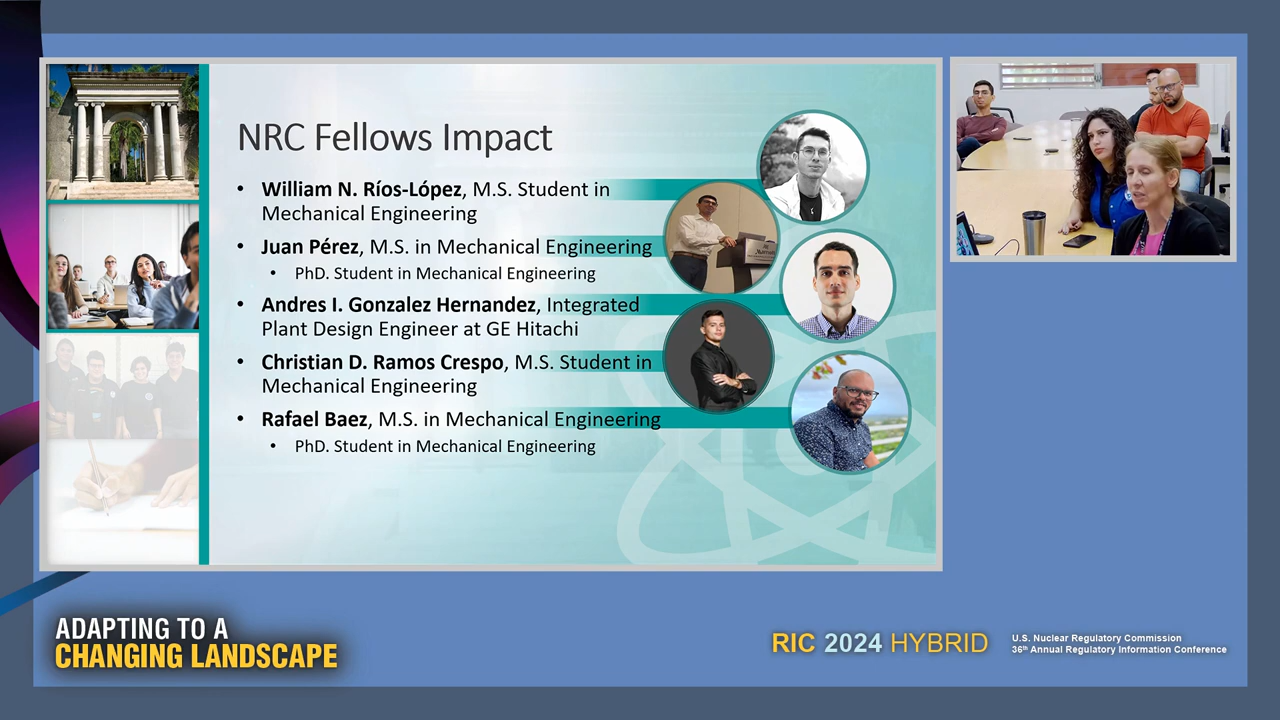 NRC Fellows Impact
• William N. Ríos-López, M.S. Student in
Mechanical Engineering
• Juan Pérez, M.S. in Mechanical Engineering
• PhD. Student in Mechanical Engineering
• Andres I. Gonzalez Hernandez, Integrated
Plant Design Engineer at GE Hitachi
• Christian D. Ramos Crespo, M.S. Student in
Mechanical Engineering
• Rafael Baez, M.S. in Mechanical Engineering
• PhD. Student in Mechanical Engineering
ADAPTING TO A
CHANGING LANDSCAPE
RIC 2024 HYBRID
U.S. Nuclear Regulatory Commission
36th Annual Regulatory Information Conference